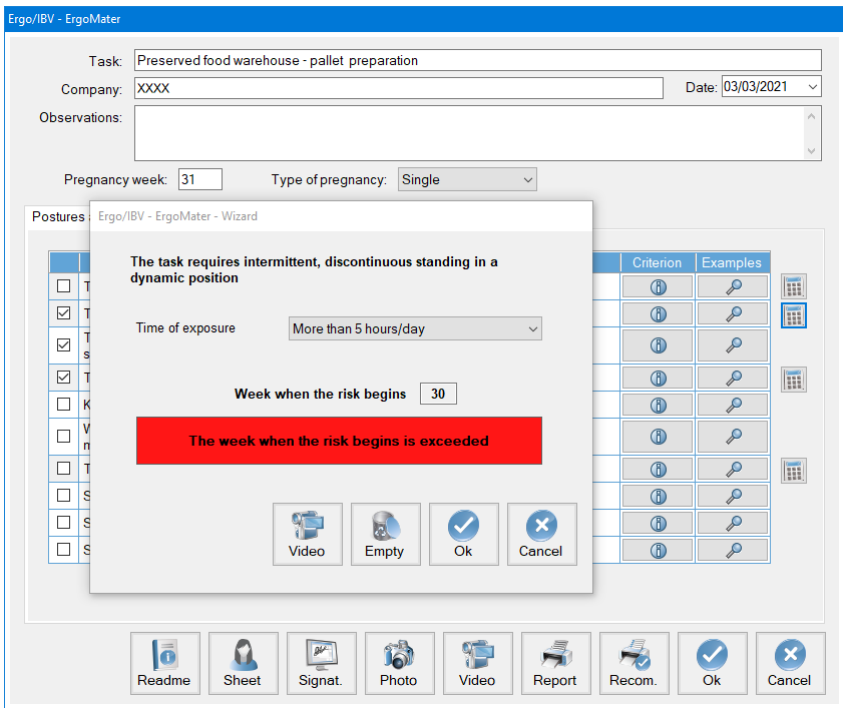 Ergo/IBV - ErgoMater
Task: Preserved food warehouse - pallet preparation
Company: XXXX Date: 03/03/2021
Observations:
Pregnancy week: 31 Type of pregnancy: Single
Postures
Ergo/IBV - ErgoMater - Wizard
The task requires intermittent, discontinuous standing in a
dynamic position
Time of exposure More than 5 hours/day
Week when the risk begins 30
The week when the risk begins is exceeded
Video Empty Ok Cancel
Criterion Examples
T
T
T
s
T
K
W
T
S
S
S
Readme Sheet Signat. Photo Video Report Recom. Ok Cancel